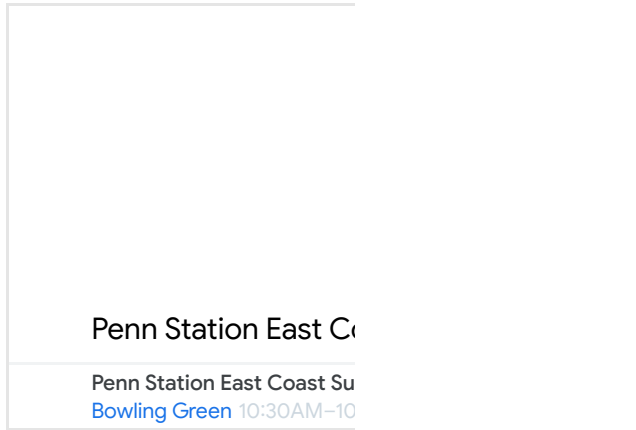 Penn Station East Co
Penn Station East Coast Su
Bowling Green 10:30AM–10